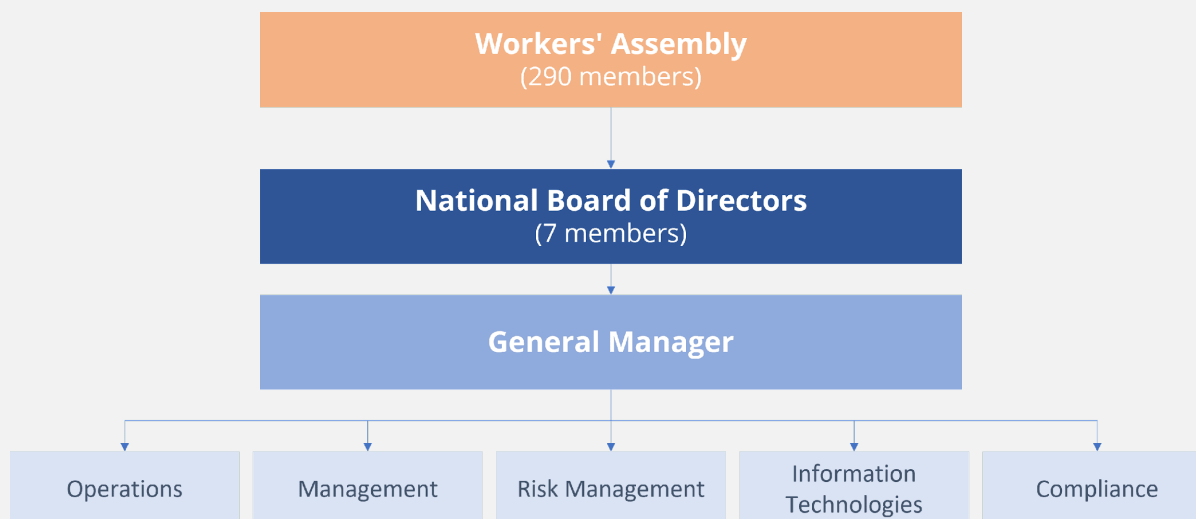 Workers' Assembly
(290 members)
National Board of Directors
(7 members)
General Manager
Operations
Management
Risk Management
Information
Technologies
Compliance